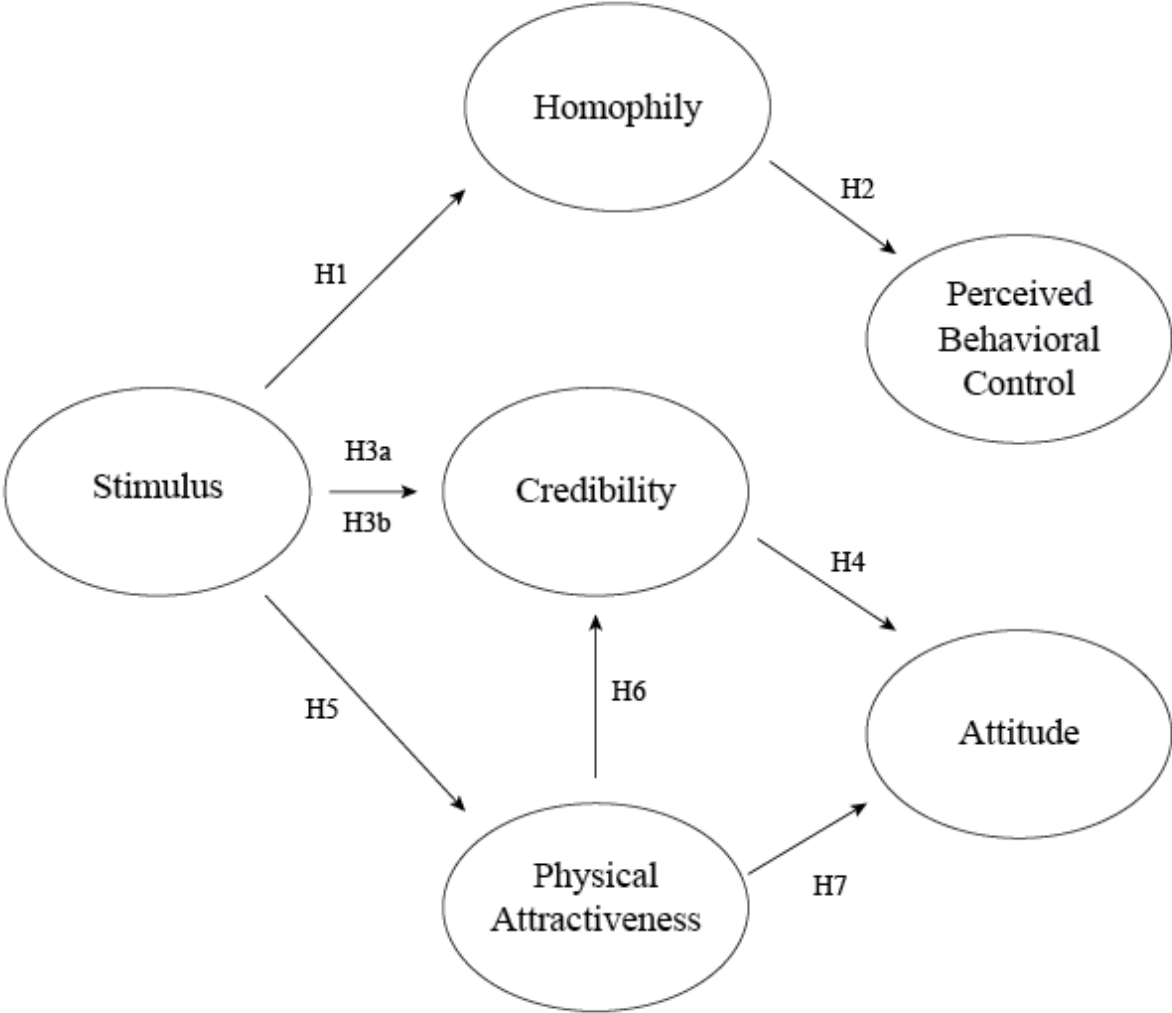 Homophily
H2
H1
Perceived
Behavioral
Control
H3a
Stimulus
Credibility
H3b
H4
H5
H6
Attitude
Physical
Attractiveness
H7